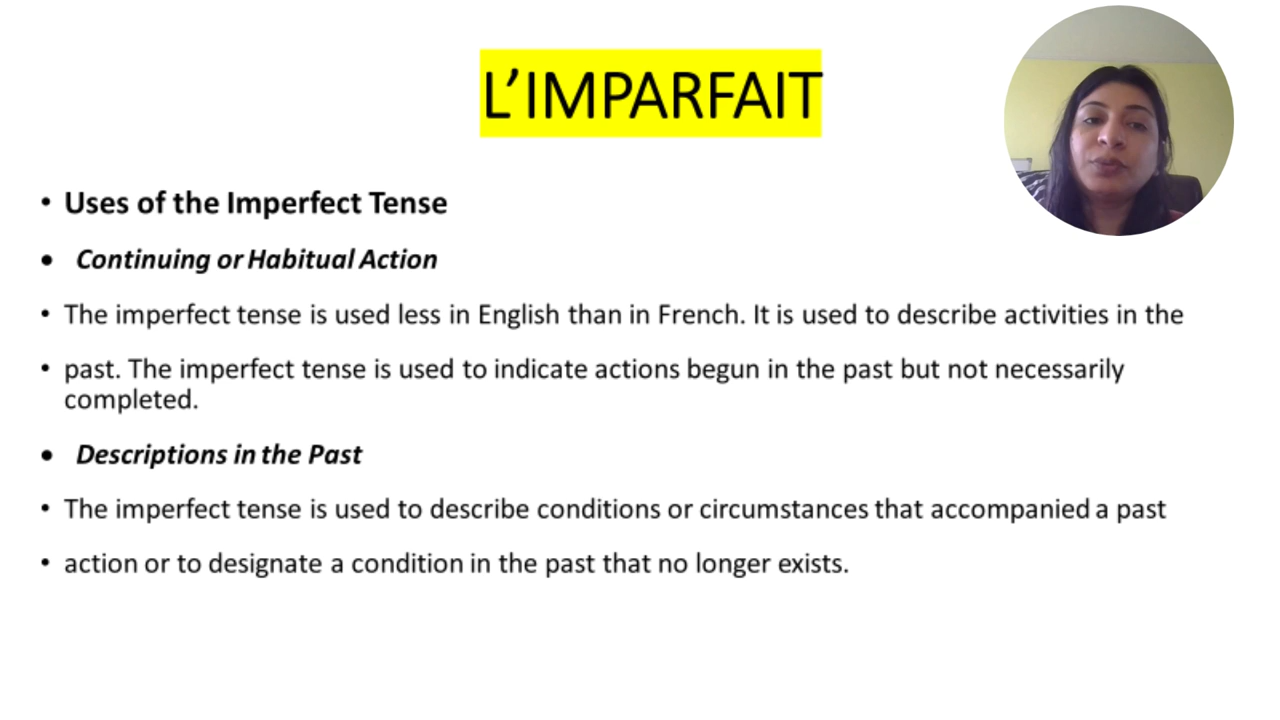 L’IMPARFAIT
• Uses of the Imperfect Tense
• Continuing or Habitual Action
• The imperfect tense is used less in English than in French. It is used to describe activities in the
• past. The imperfect tense is used to indicate actions begun in the past but not necessarily
completed.
• Descriptions in the Past
• The imperfect tense is used to describe conditions or circumstances that accompanied a past
• action or to designate a condition in the past that no longer exists.